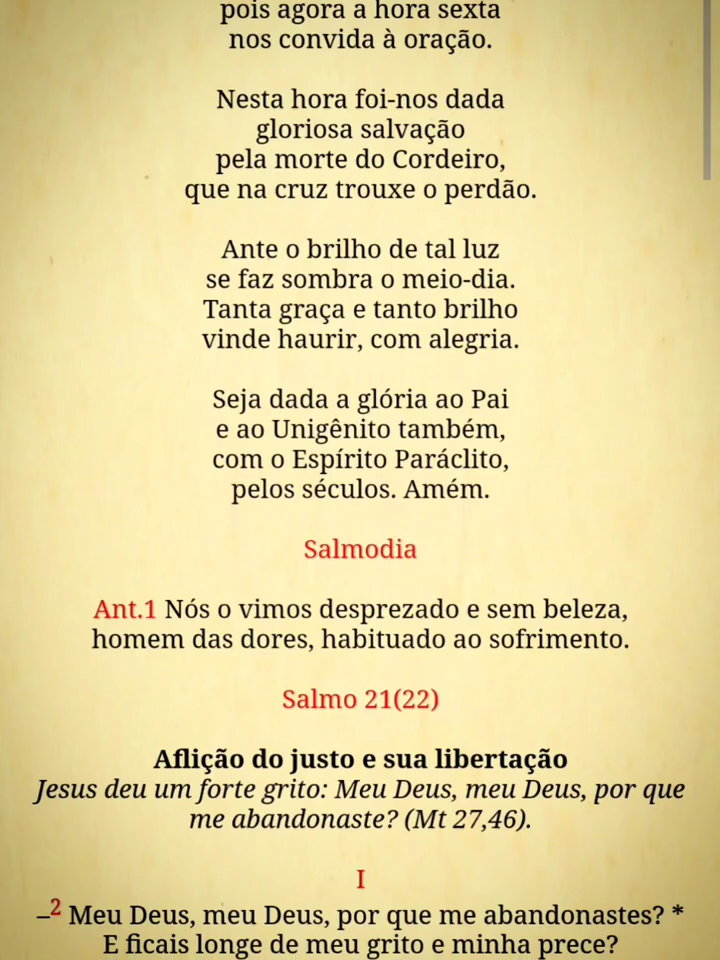 pois agora a hora sexta
nos convida à oração.
Nesta hora foi-nos dada
gloriosa salvação
pela morte do Cordeiro,
que na cruz trouxe o perdão.
Ante o brilho de tal luz
se faz sombra o meio-dia.
Tanta graça e tanto brilho
vinde haurir, com alegria.
Seja dada a glória ao Pai
e ao Unigênito também,
com o Espírito Paráclito,
pelos séculos. Amém.
Salmodia
Ant.1 Nós o vimos desprezado e sem beleza,
homem das dores, habituado ao sofrimento.
Salmo 21(22)
Aflição do justo e sua libertação
Jesus deu um forte grito: Meu Deus, meu Deus, por que
me abandonaste? (Mt 27,46).
I
–2 Meu Deus, meu Deus, por que me abandonastes? *
E ficais longe de meu grito e minha prece?